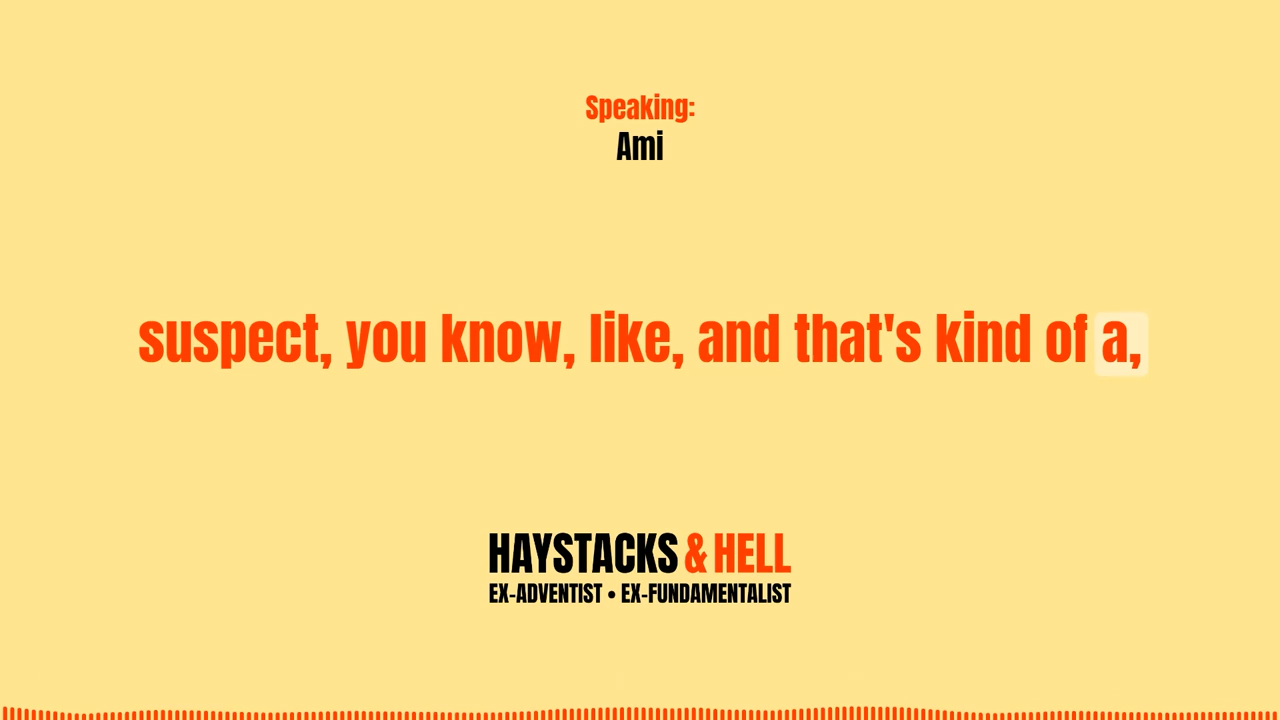 Speaking:
Ami
suspect, you know, like, and that's kind of a,
HAYSTACKS & HELL
EX-ADVENTIST • EX-FUNDAMENTALIST